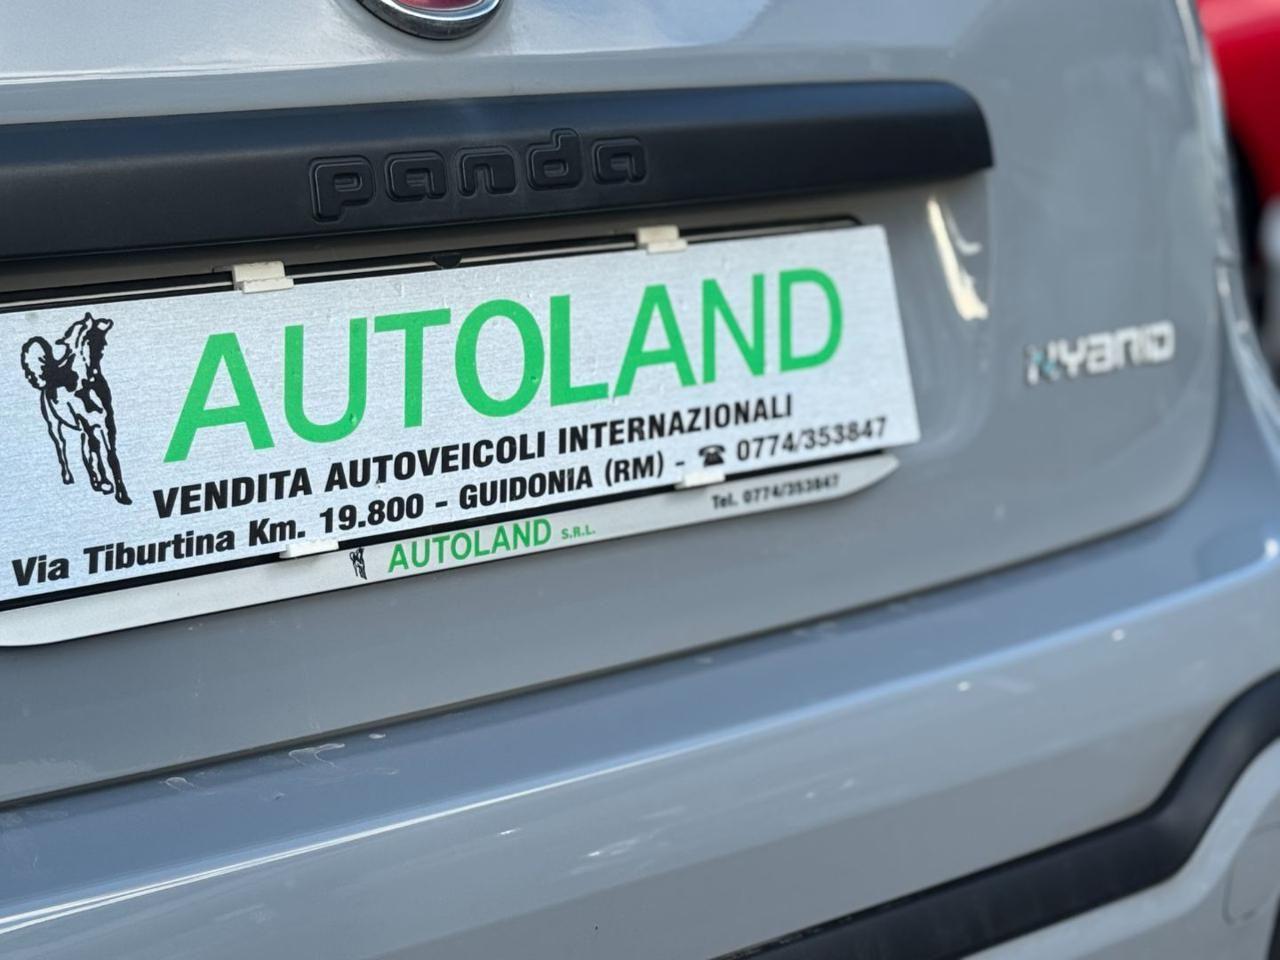 panda
AUTOLAND
HYBRID
VENDITA AUTOVEICOLI INTERNAZIONALI
Via Tiburtina Km. 19.800 - GUIDONIA (RM) - ☎ 0774/353847
AUTOLAND S.R.L. Tel. 0774/353847